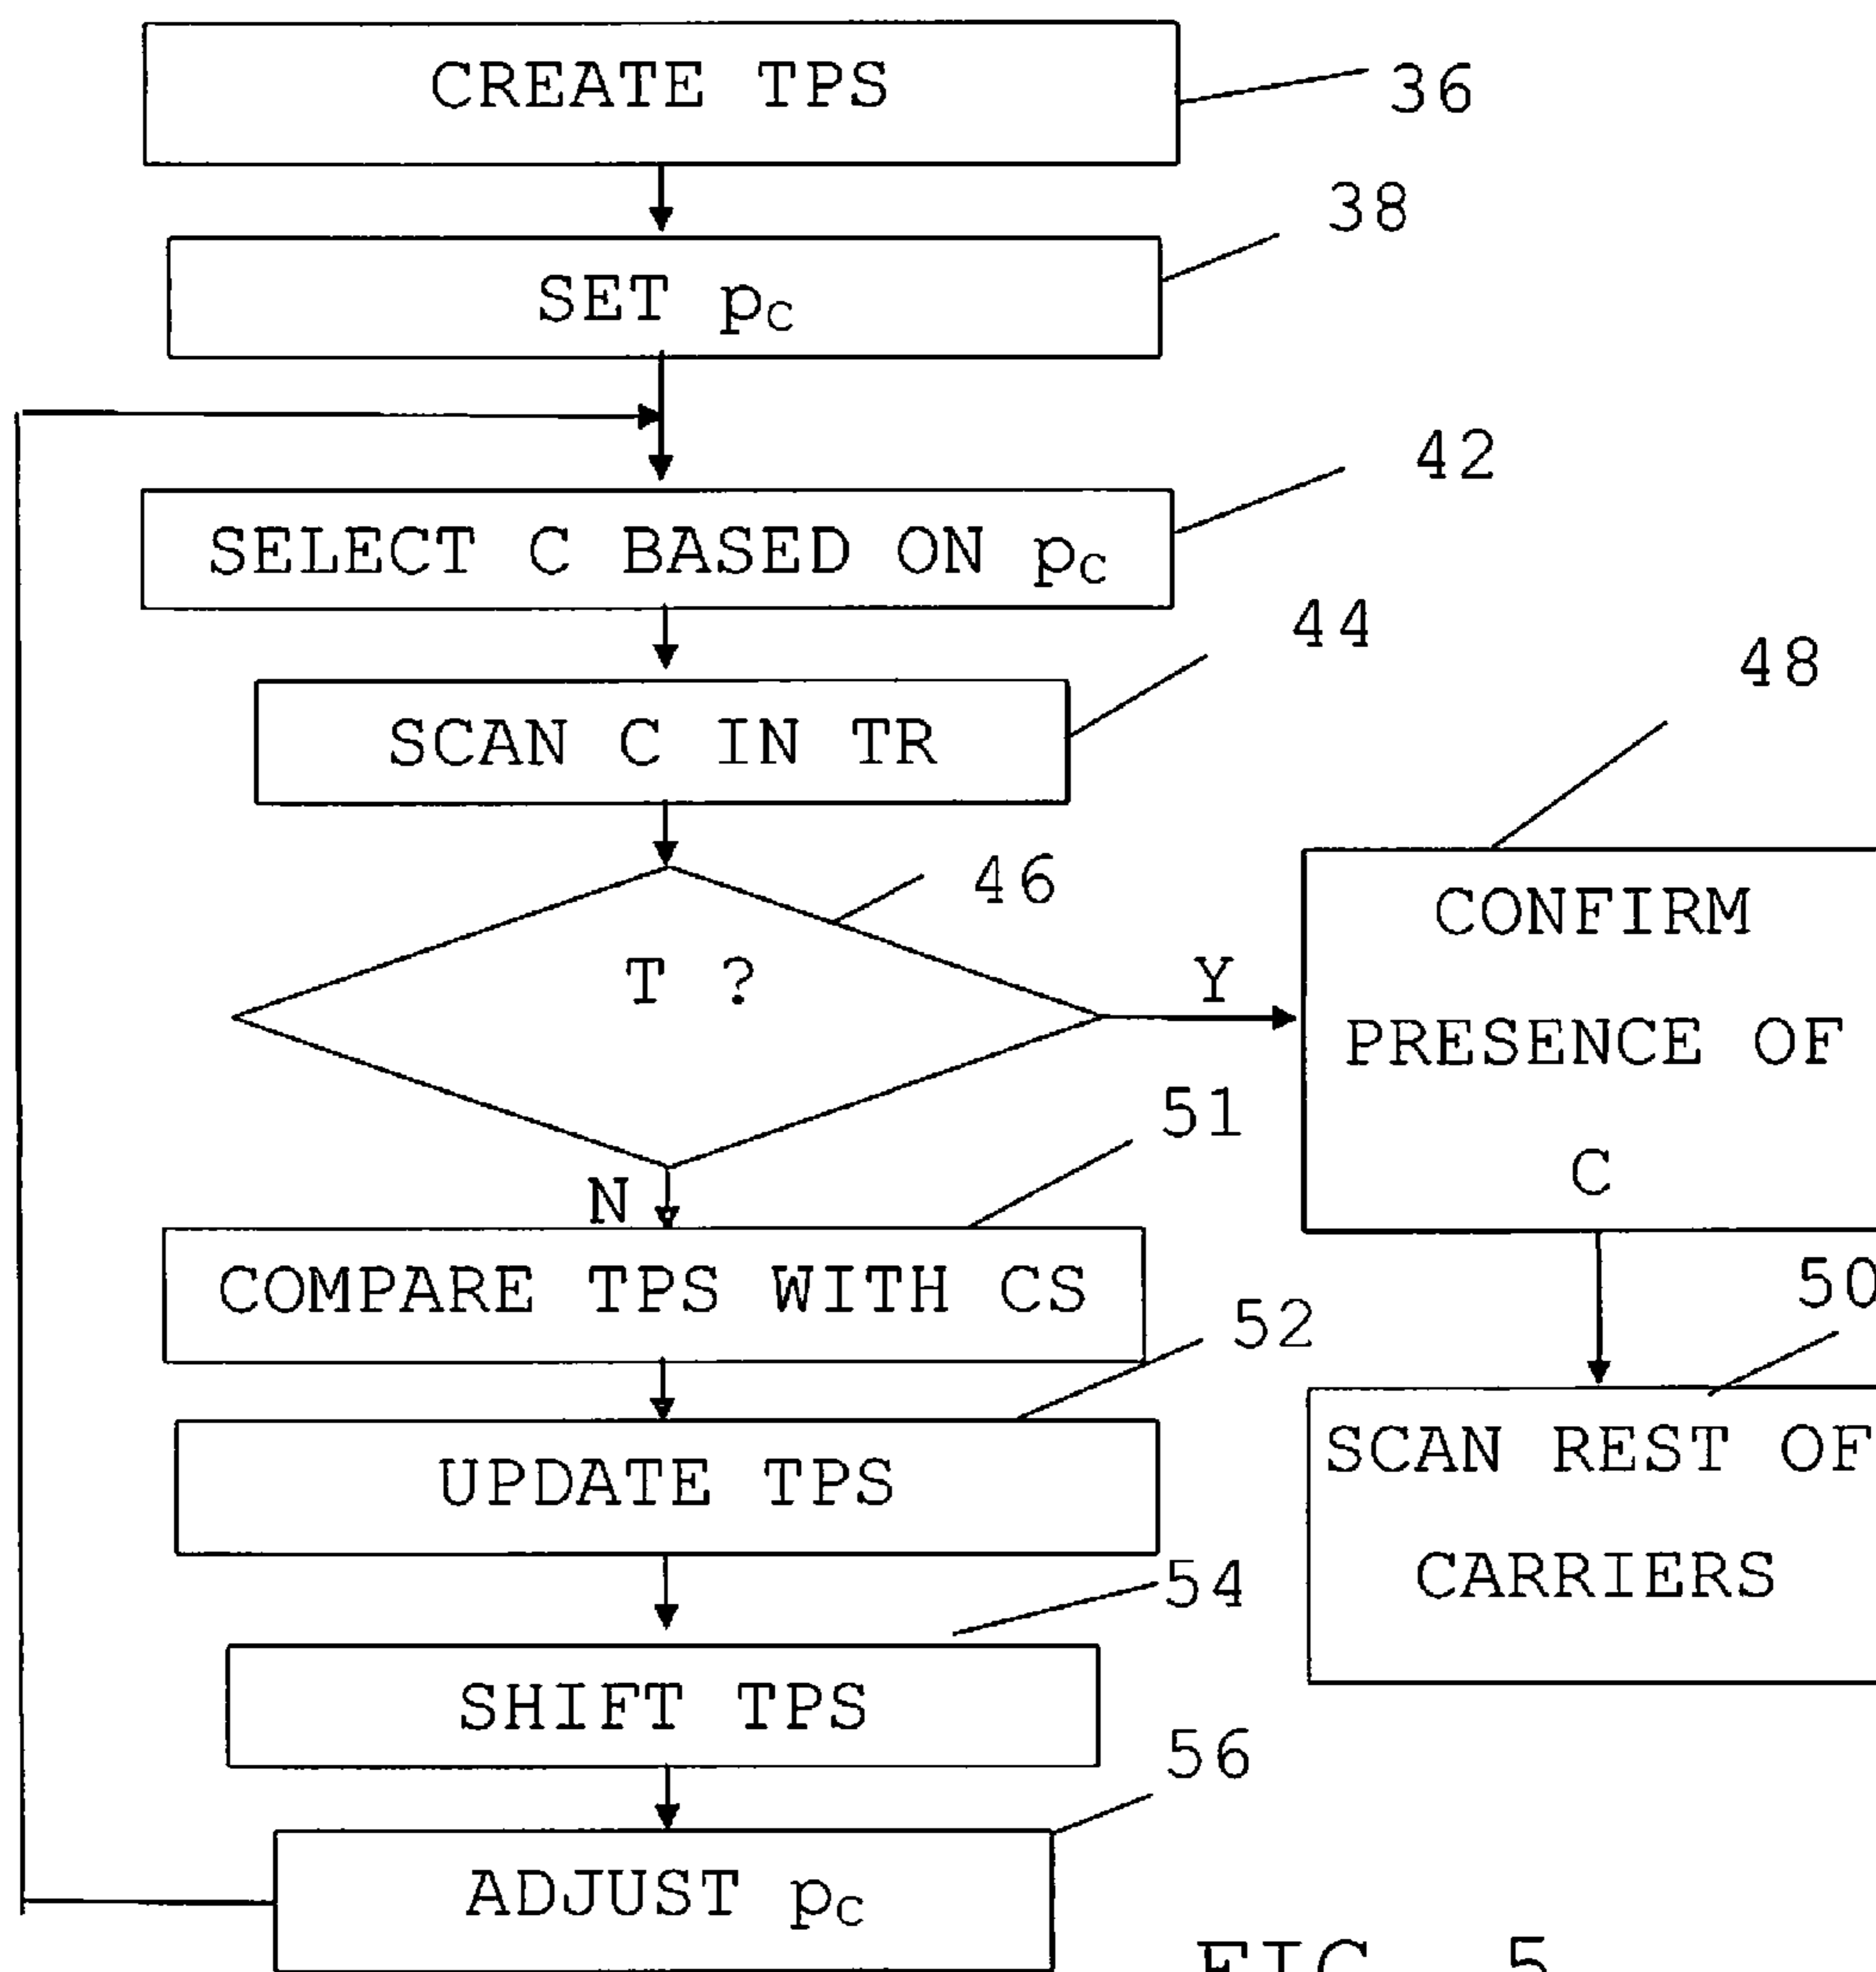 CREATE TPS
36
SET pC
38
SELECT C BASED ON pC
42
SCAN C IN TR
44
T ?
46
Y
N
CONFIRM
PRESENCE OF
C
48
SCAN REST OF
CARRIERS
50
COMPARE TPS WITH CS
51
UPDATE TPS
52
SHIFT TPS
54
ADJUST pC
56
FIG. 5